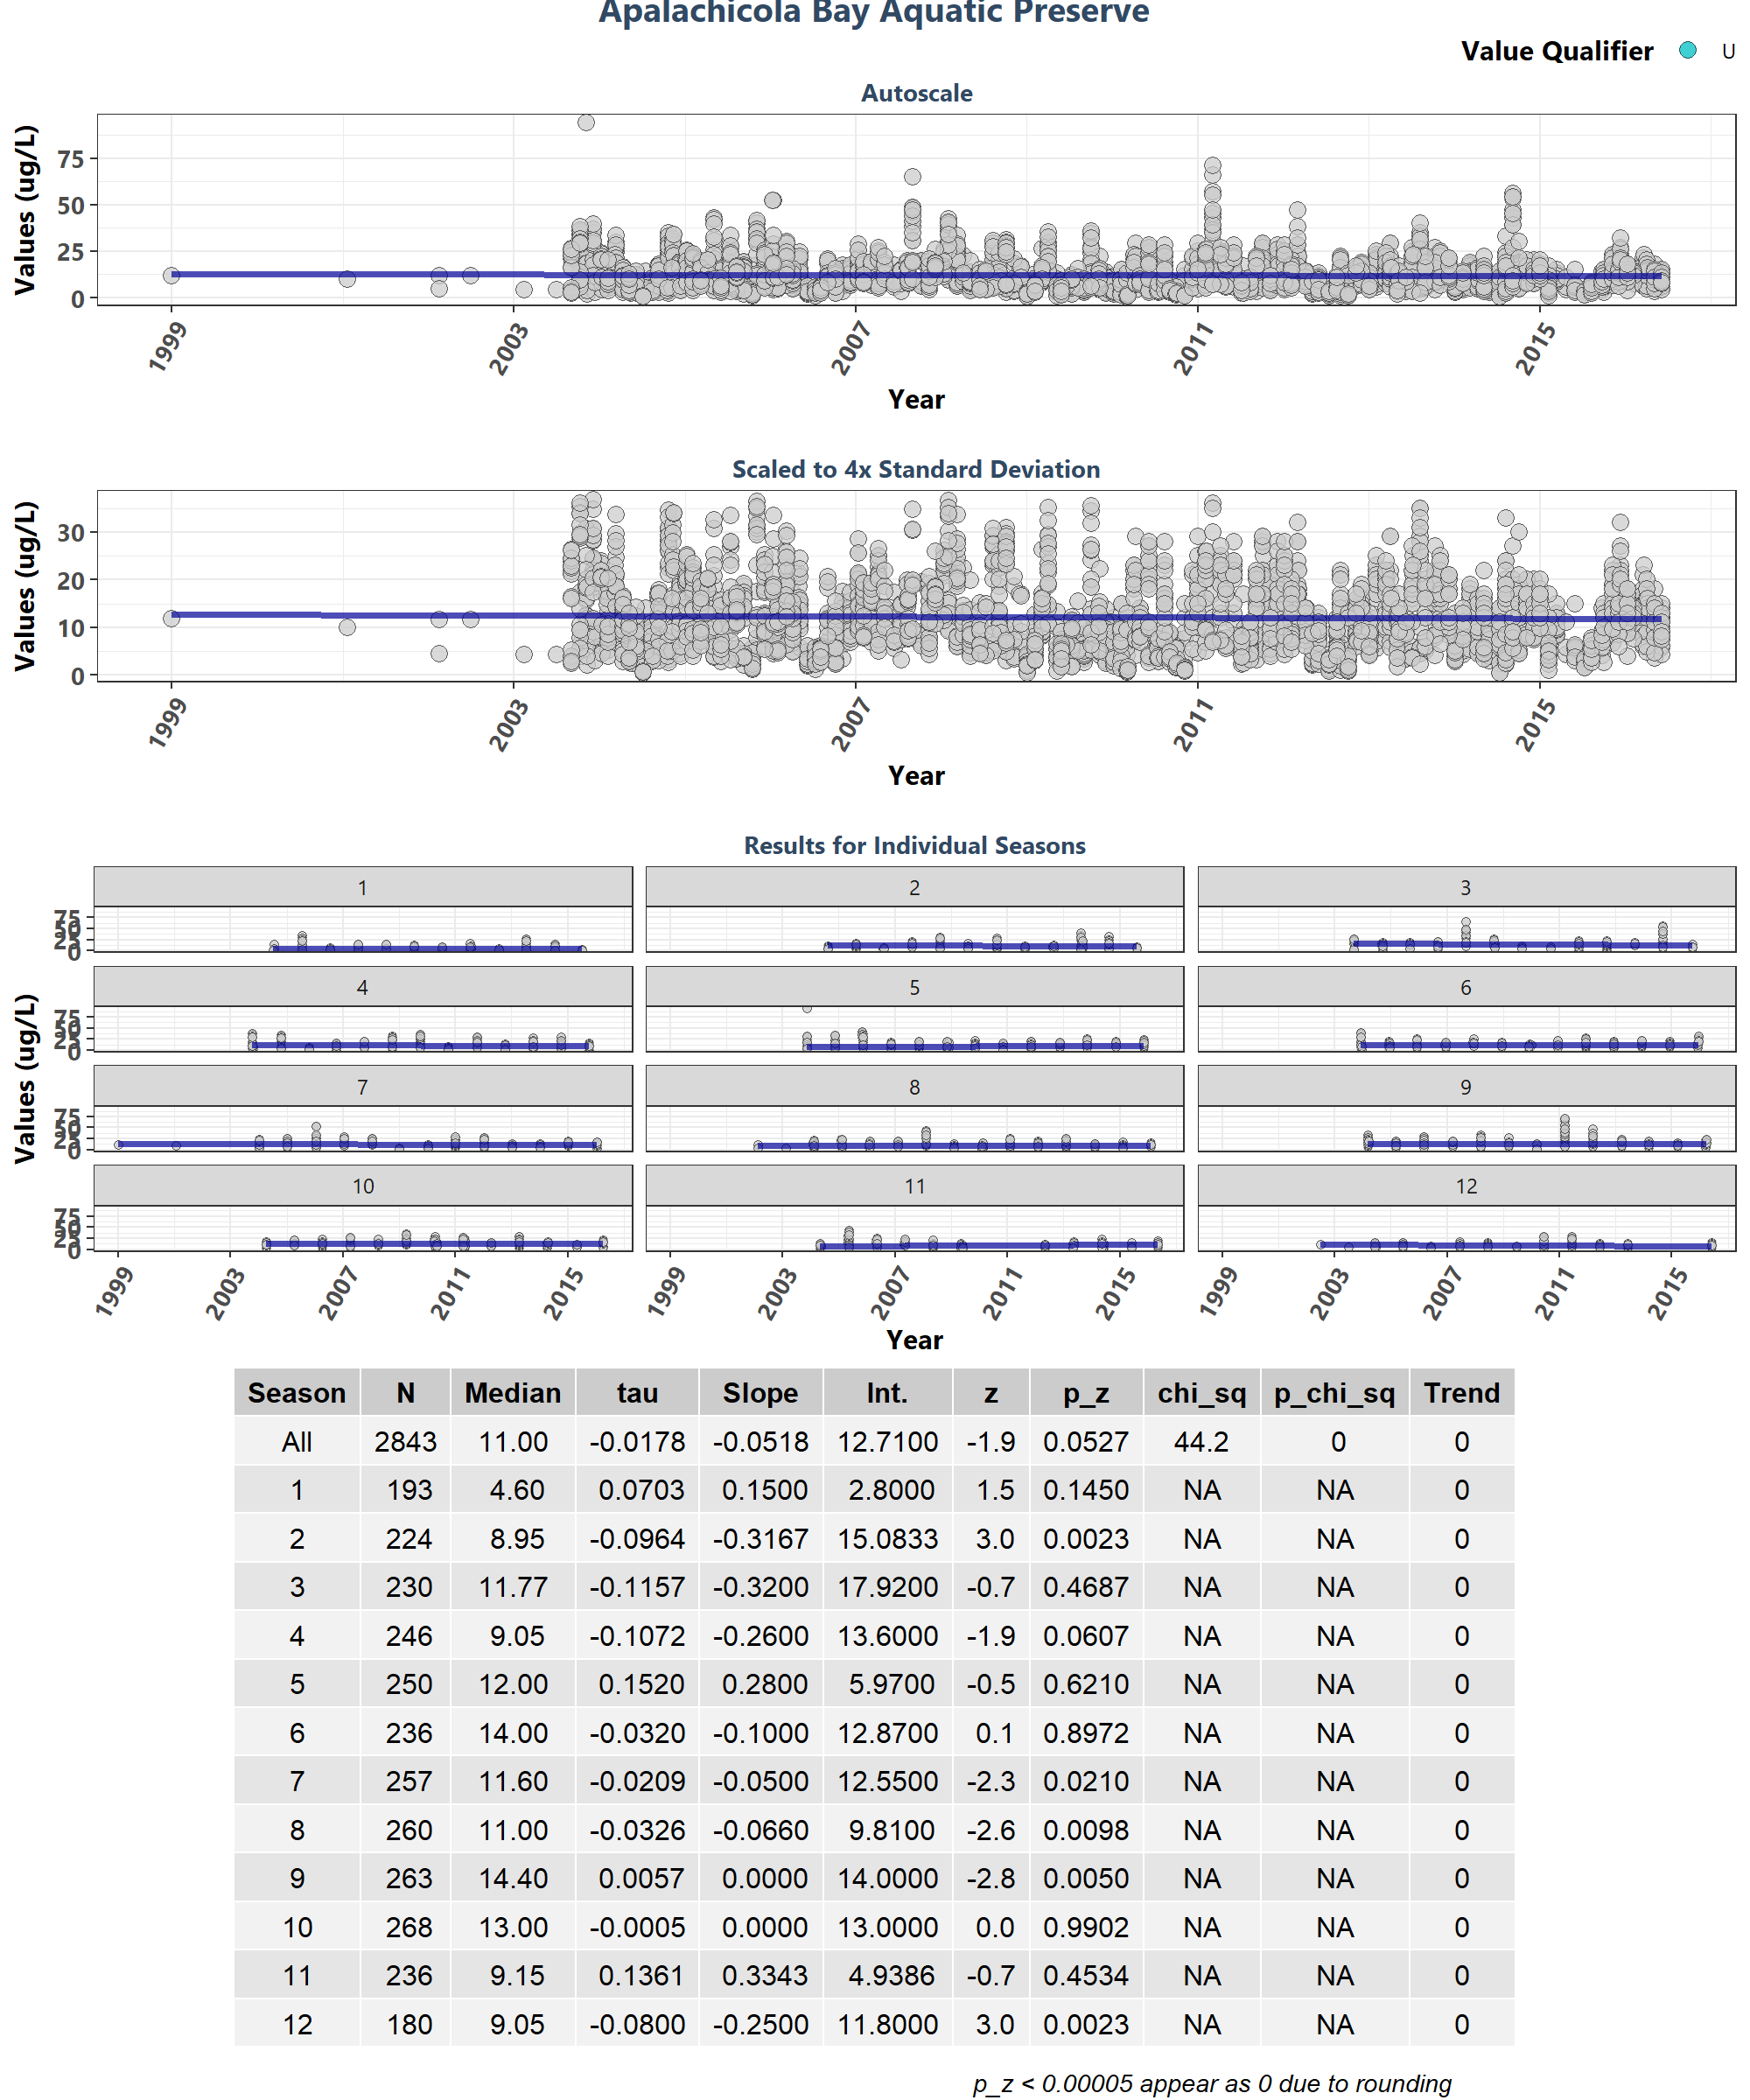 Apalachicola Bay Aquatic Preserve
Value Qualifier U
Autoscale
Values (ug/L)
75
50
25
0
1999 2003 2007 2011 2015
Year
Scaled to 4x Standard Deviation
Values (ug/L)
30
20
10
0
1999 2003 2007 2011 2015
Year
Results for Individual Seasons
Values (ug/L)
1 2 3
75
50
25
0
4 5 6
75
50
25
0
7 8 9
75
50
25
0
10 11 12
75
50
25
0
1999 2003 2007 2011 2015 1999 2003 2007 2011 2015 1999 2003 2007 2011 2015
Year
Season N Median tau Slope Int. z p_z chi_sq p_chi_sq Trend
All 2843 11.00 -0.0178 -0.0518 12.7100 -1.9 0.0527 44.2 0 0
1 193 4.60 0.0703 0.1500 2.8000 1.5 0.1450 NA NA 0
2 224 8.95 -0.0964 -0.3167 15.0833 3.0 0.0023 NA NA 0
3 230 11.77 -0.1157 -0.3200 17.9200 -0.7 0.4687 NA NA 0
4 246 9.05 -0.1072 -0.2600 13.6000 -1.9 0.0607 NA NA 0
5 250 12.00 0.1520 0.2800 5.9700 -0.5 0.6210 NA NA 0
6 236 14.00 -0.0320 -0.1000 12.8700 0.1 0.8972 NA NA 0
7 257 11.60 -0.0209 -0.0500 12.5500 -2.3 0.0210 NA NA 0
8 260 11.00 -0.0326 -0.0660 9.8100 -2.6 0.0098 NA NA 0
9 263 14.40 0.0057 0.0000 14.0000 -2.8 0.0050 NA NA 0
10 268 13.00 -0.0005 0.0000 13.0000 0.0 0.9902 NA NA 0
11 236 9.15 0.1361 0.3343 4.9386 -0.7 0.4534 NA NA 0
12 180 9.05 -0.0800 -0.2500 11.8000 3.0 0.0023 NA NA 0
p_z < 0.00005 appear as 0 due to rounding